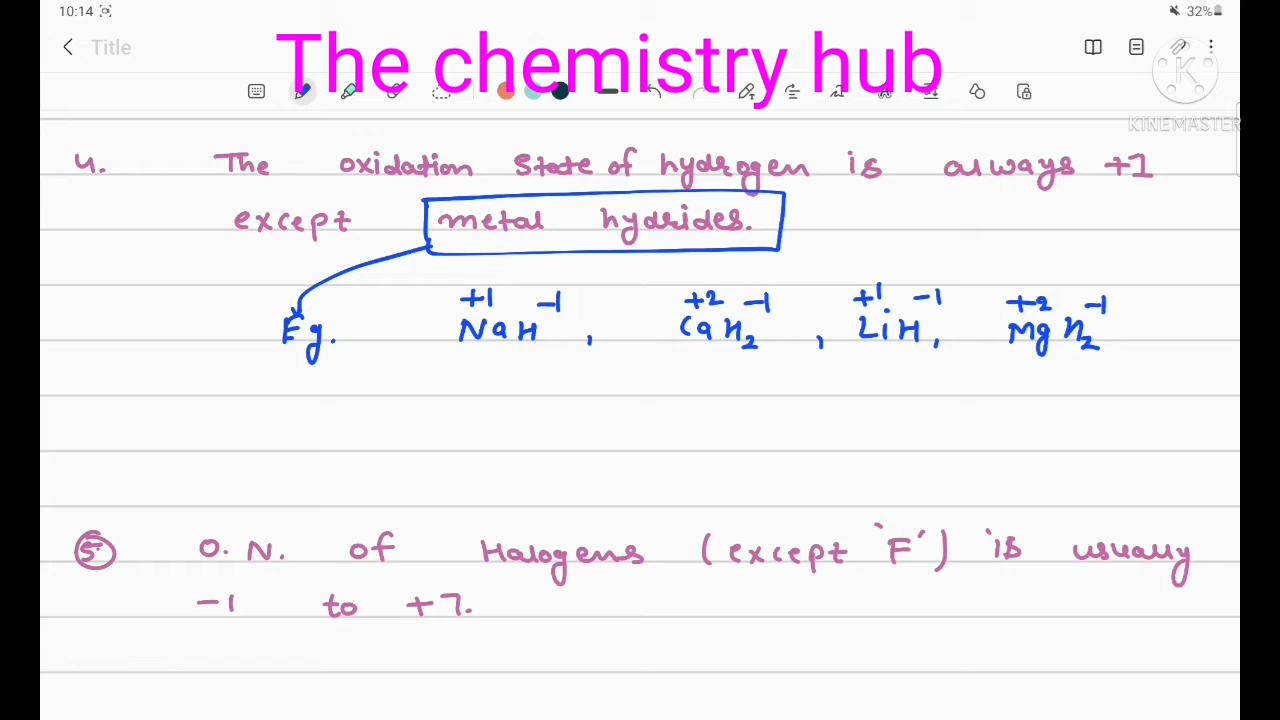 10:14
32%
Title
The chemistry hub
K
KINEMASTER
4. The oxidation state of hydrogen is always +1
except metal hydrides.
+1 -1 +2 -1 +1 -1 +2 -1
Eg. NaH, CaH2, LiH, MgH2
5 O.N. of Halogens (except 'F') is usually
-1 to +7.